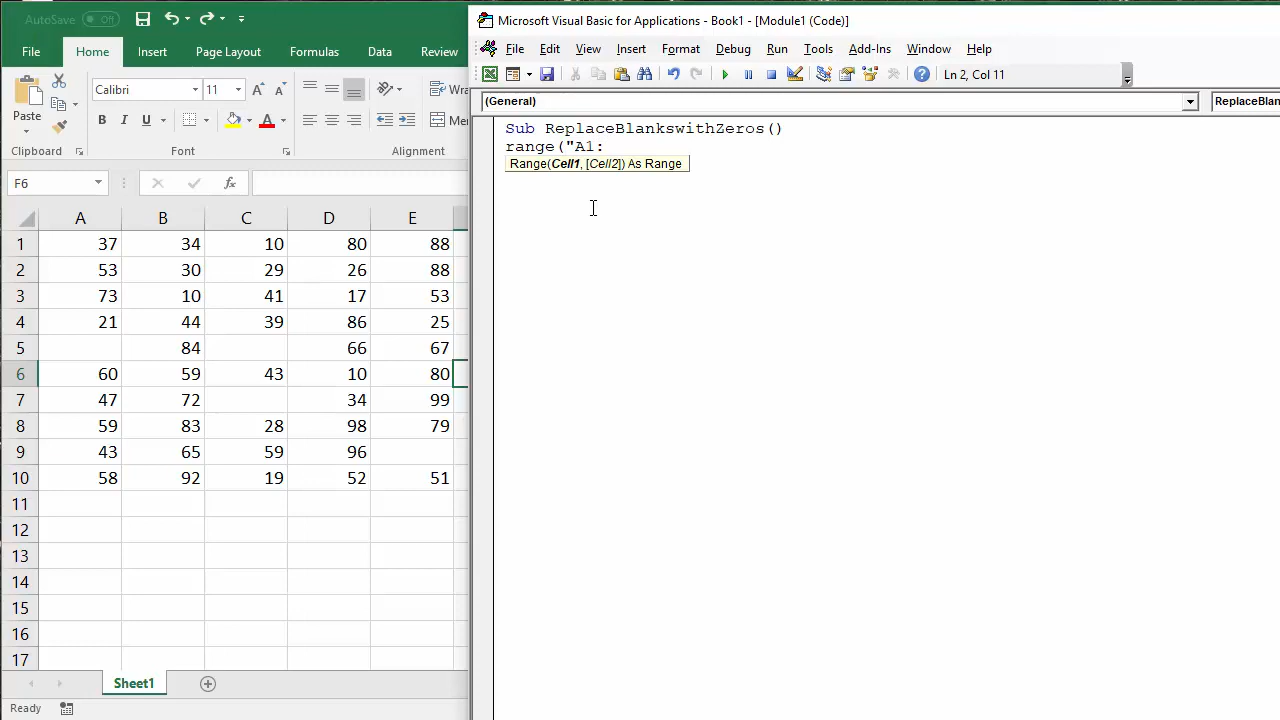 AutoSave Off
Microsoft Visual Basic for Applications - Book1 - [Module1 (Code)]
File Home Insert Page Layout Formulas Data Review
File Edit View Insert Format Debug Run Tools Add-Ins Window Help
Ln 2, Col 11
Calibri 11
Paste B I U
Clipboard Font Alignment
(General) ReplaceBlan
F6 fx
Sub ReplaceBlankswithZeros()
range("A1:
Range(Cell1, [Cell2]) As Range
A B C D E
1 37 34 10 80 88
2 53 30 29 26 88
3 73 10 41 17 53
4 21 44 39 86 25
5 84 66 67
6 60 59 43 10 80
7 47 72 34 99
8 59 83 28 98 79
9 43 65 59 96
10 58 92 19 52 51
11
12
13
14
15
16
17
Sheet1
Ready